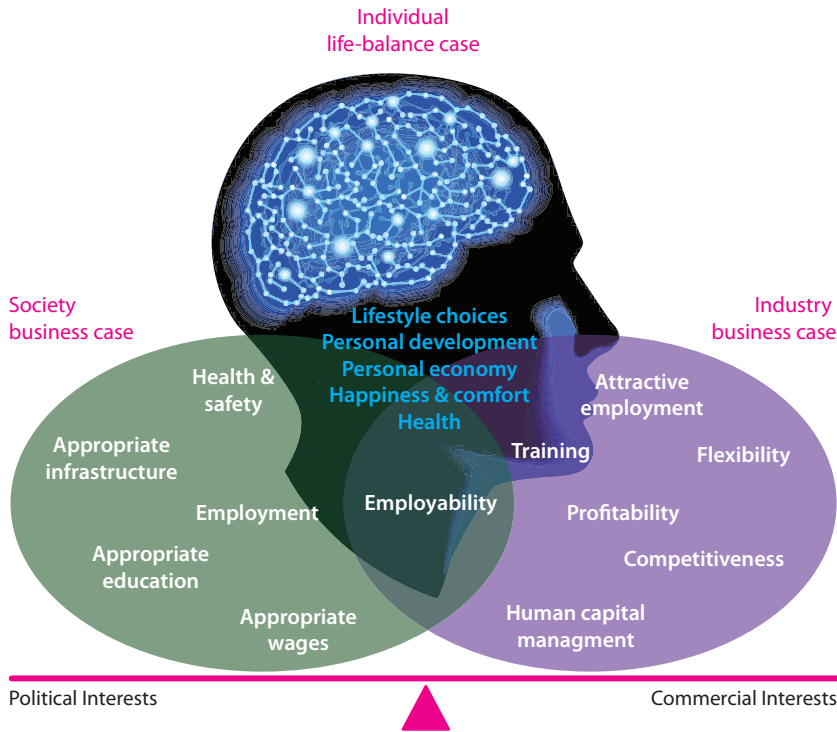 Individual
life-balance case
Society
business case
Industry
business case
Lifestyle choices
Personal development
Personal economy
Happiness & comfort
Health
Health &
safety
Appropriate
infrastructure
Employment
Appropriate
education
Appropriate
wages
Employability
Training
Attractive
employment
Flexibility
Profitability
Competitiveness
Human capital
managment
Political Interests
Commercial Interests